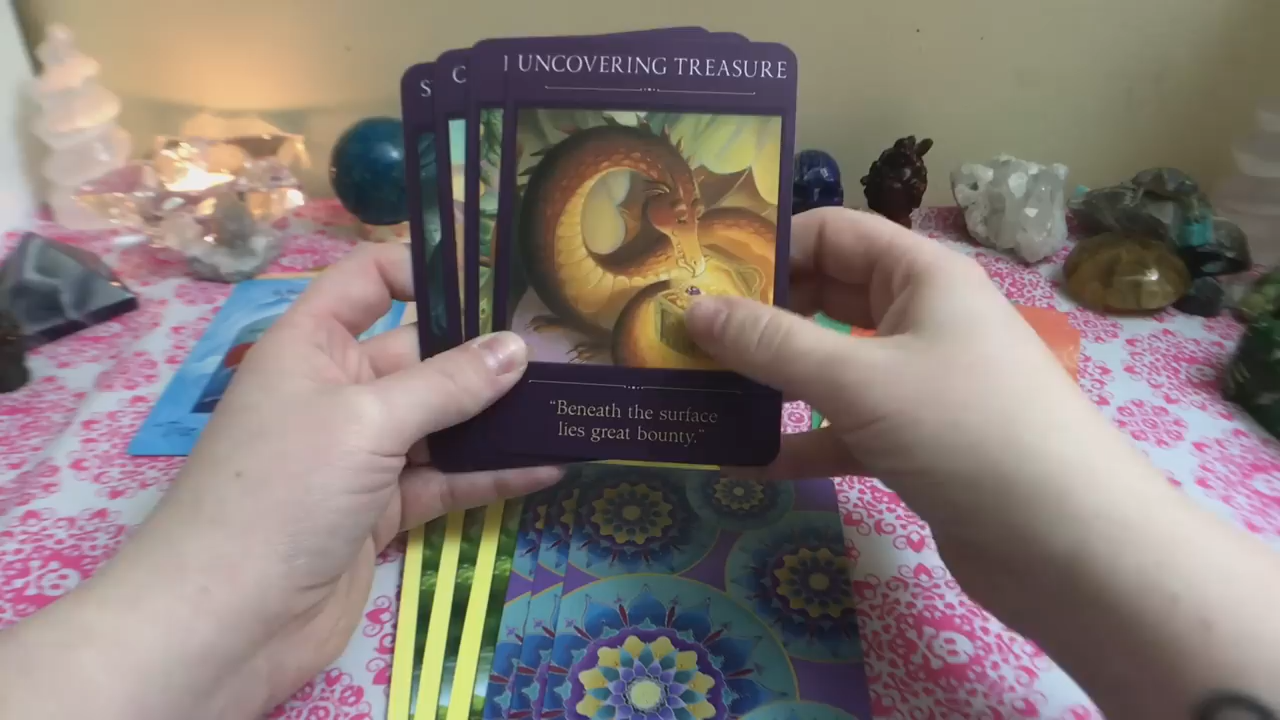 S
C
UNCOVERING TREASURE
“Beneath the surface
lies great bounty.”